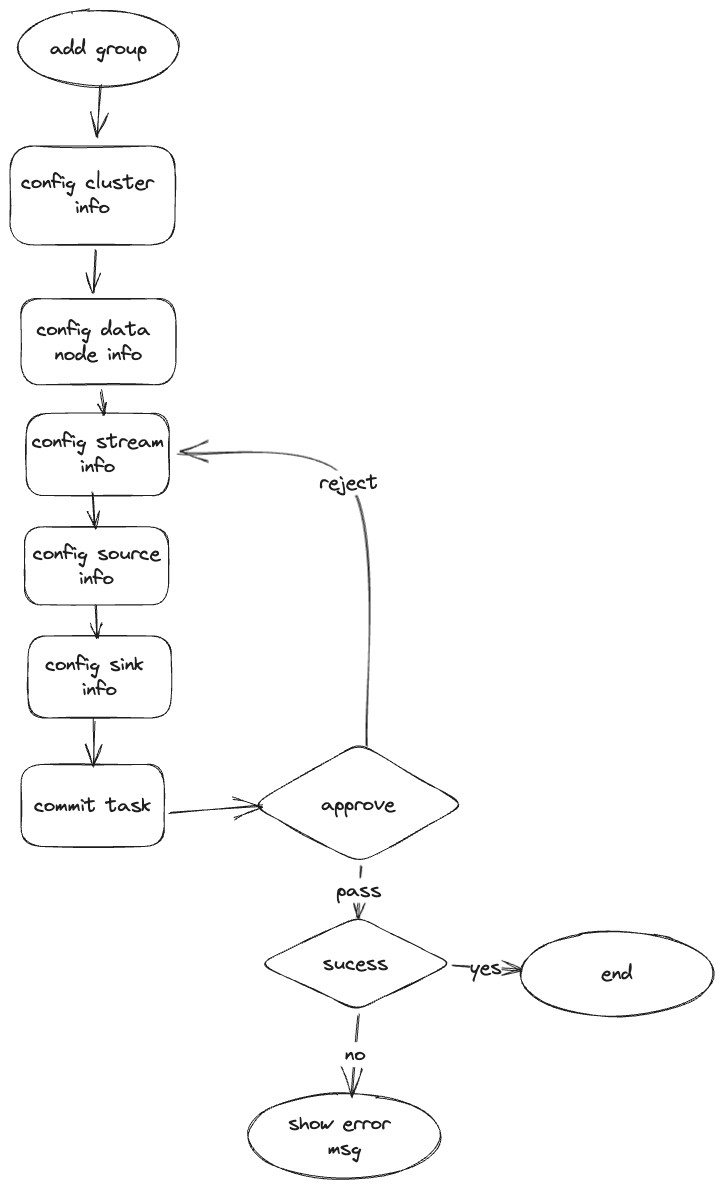 add group
config cluster
info
config data
node info
config stream
info
reject
config source
info
config sink
info
commit task
approve
pass
sucess
yes
end
no
show error
msg